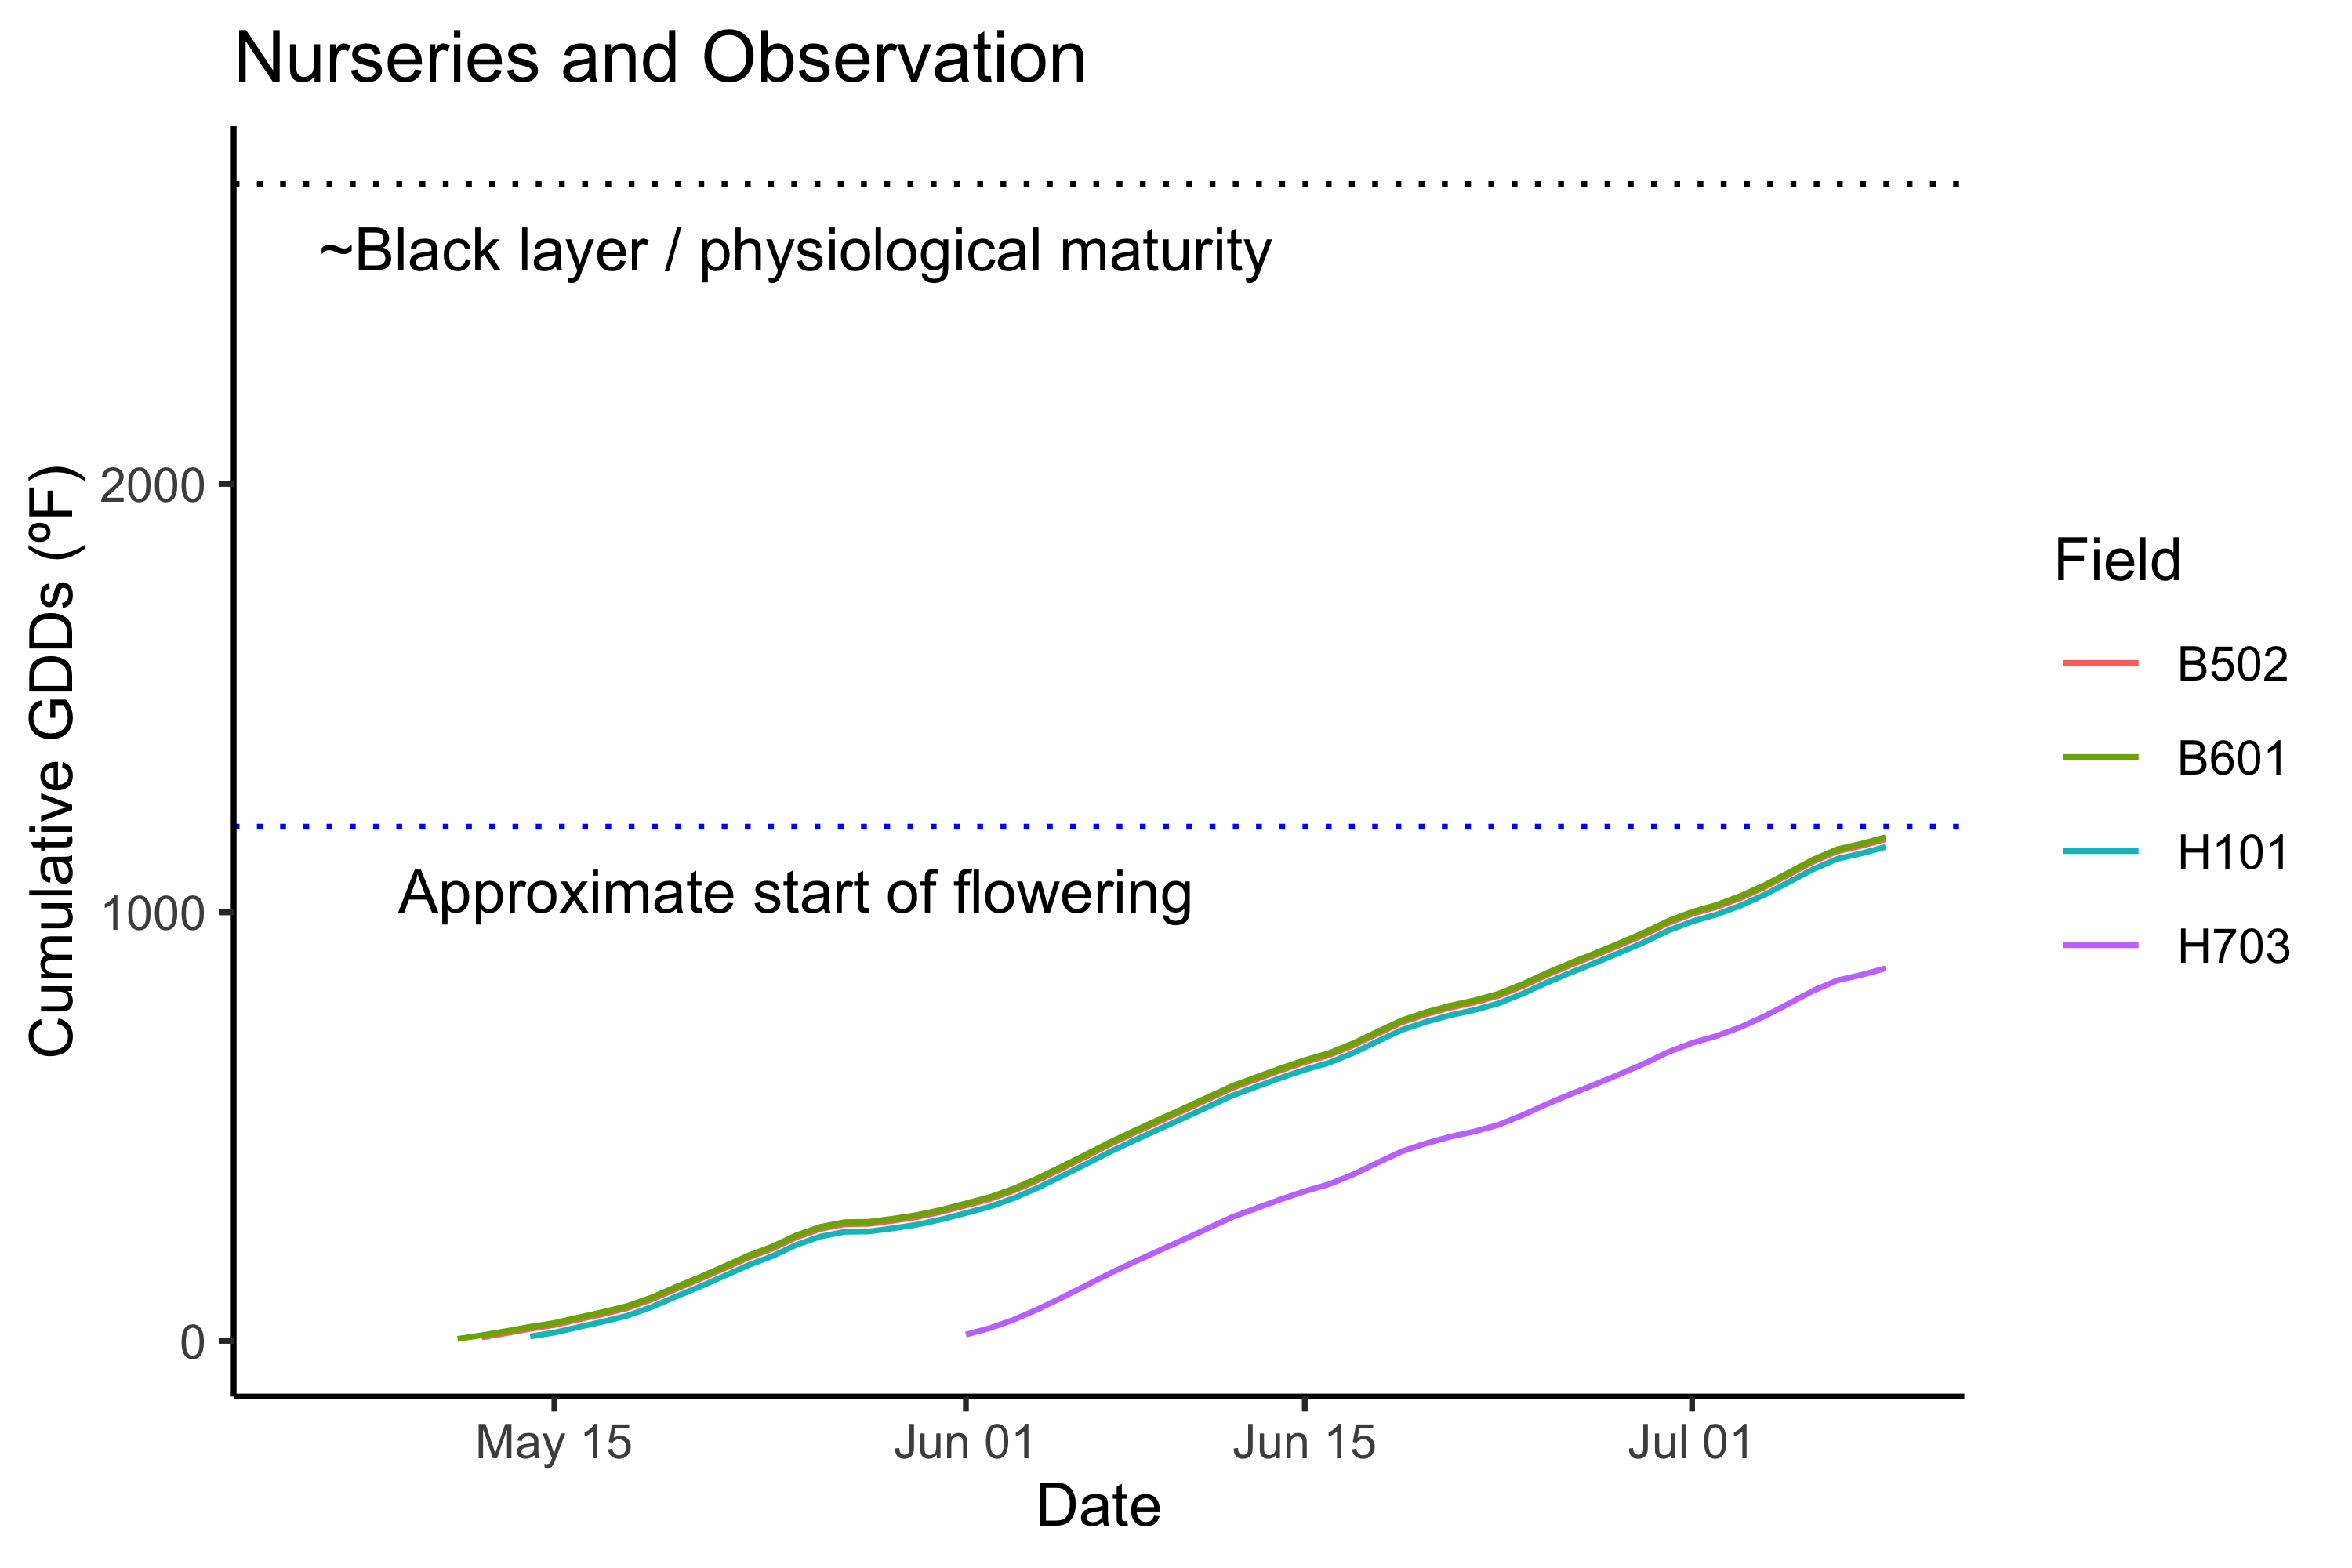 Nurseries and Observation
~Black layer / physiological maturity
Approximate start of flowering
Cumulative GDDs (ºF)
2000
1000
0
May 15
Jun 01
Jun 15
Jul 01
Date
Field
B502
B601
H101
H703